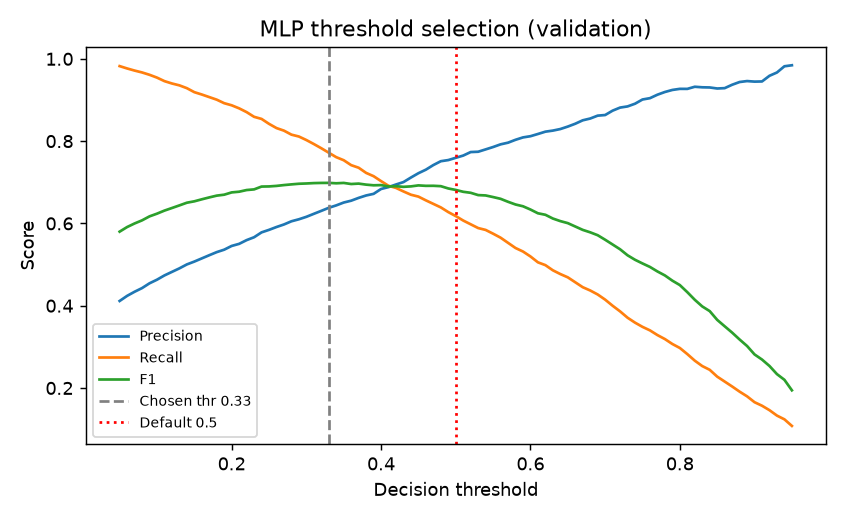 MLP threshold selection (validation)
1.0
0.8
0.6
0.4
0.2
Score
Precision
Recall
F1
Chosen thr 0.33
Default 0.5
0.2 0.4 0.6 0.8
Decision threshold